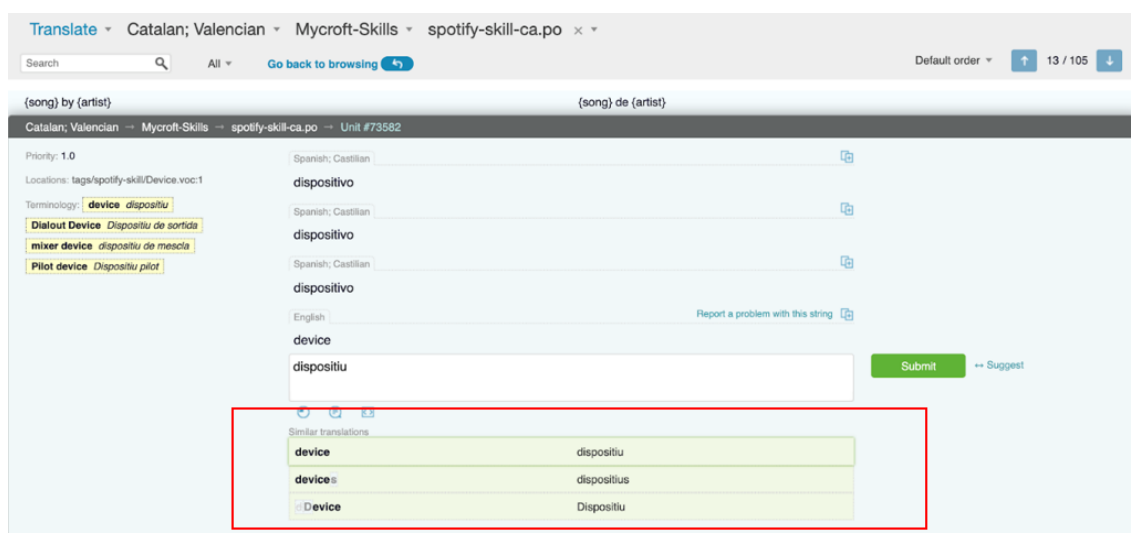 Translate Catalan; Valencian Mycroft-Skills spotify-skill-ca.po ×
Search All Go back to browsing Default order 13 / 105
{song} by {artist} {song} de {artist}
Catalan; Valencian → Mycroft-Skills → spotify-skill-ca.po → Unit #73582
Priority: 1.0
Locations: tags/spotify-skill/Device.voc:1
Terminology: device dispositiu
Dialout Device Dispositiu de sortida
mixer device dispositiu de mescla
Pilot device Dispositiu pilot
Spanish; Castilian
dispositivo
Spanish; Castilian
dispositivo
Spanish; Castilian
dispositivo
English Report a problem with this string
device
dispositiu
Submit ↔ Suggest
Similar translations
device dispositiu
devices dispositius
dDevice Dispositiu